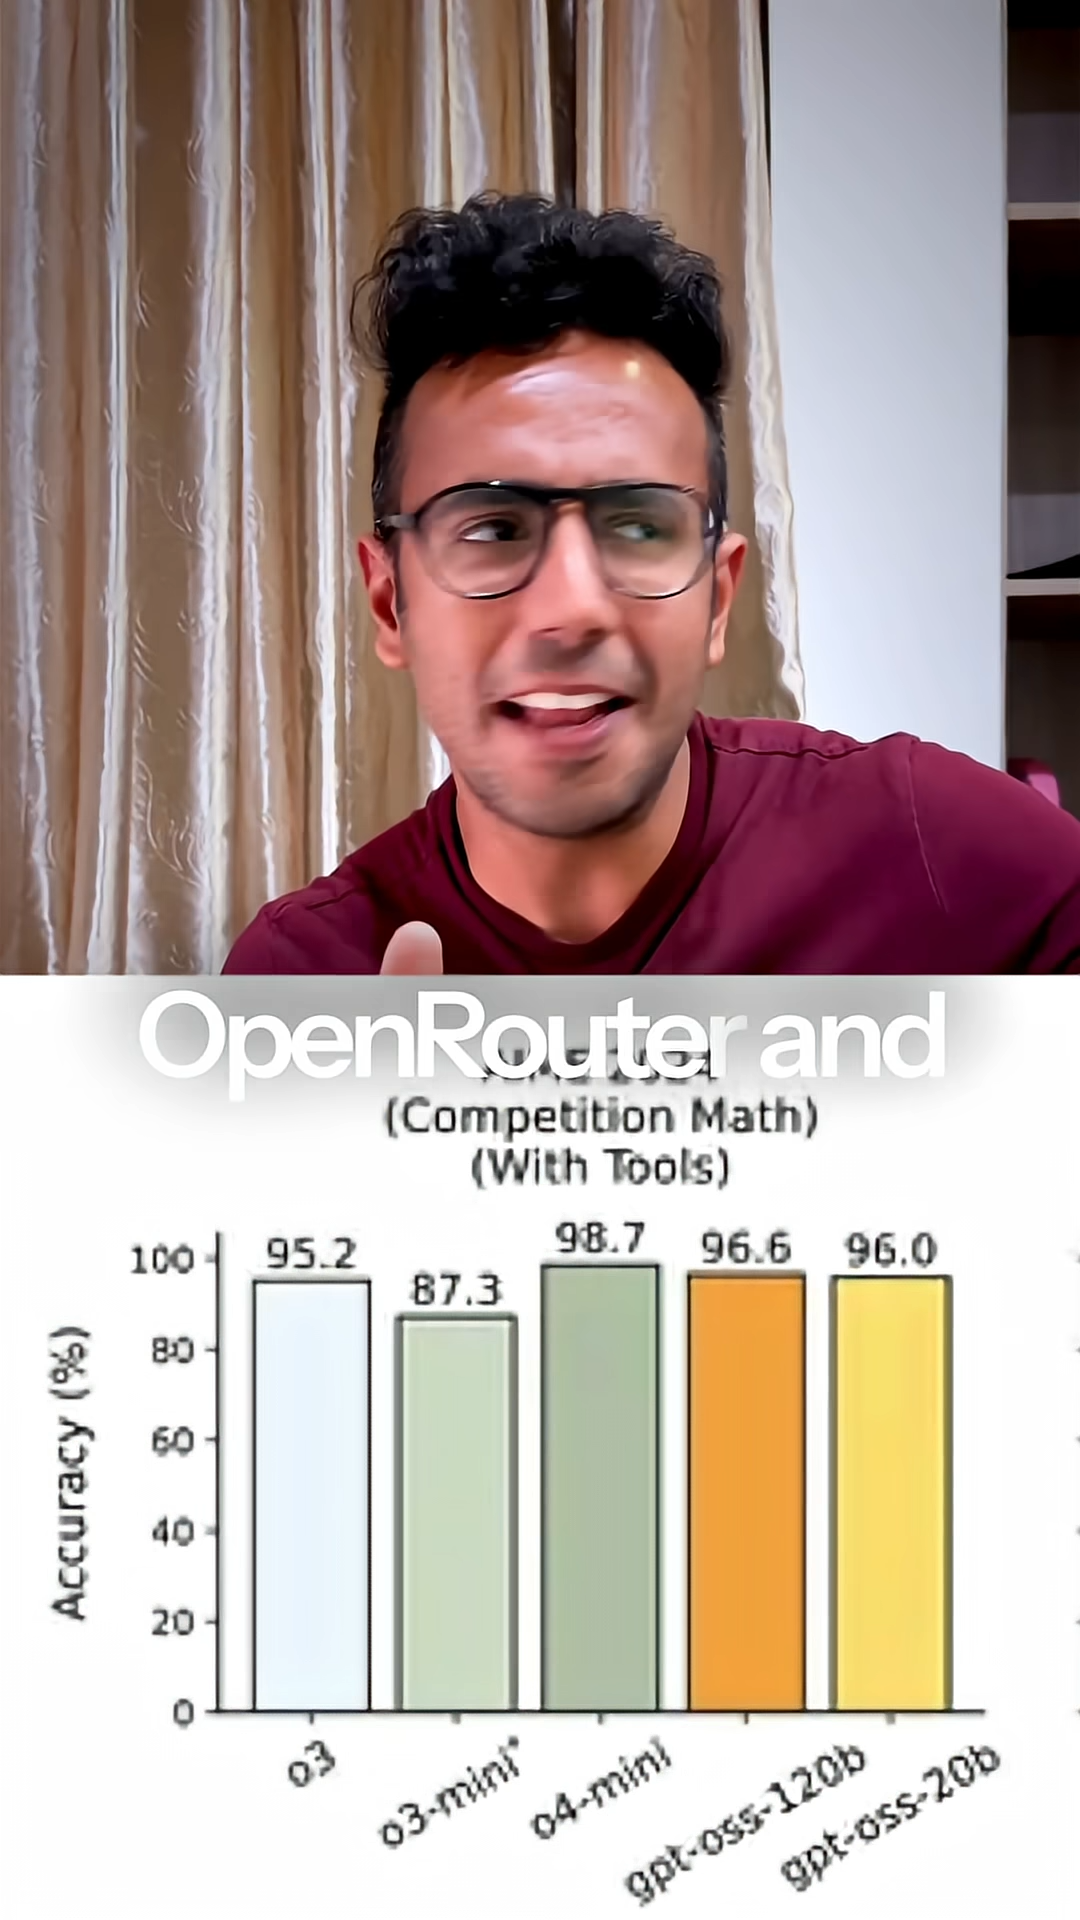 OpenRouter and
(Competition Math)
(With Tools)
Accuracy (%)
100
80
60
40
20
0
95.2
87.3
98.7
96.6
96.0
o3
o3-mini*
o4-mini
gpt-oss-120b
gpt-oss-20b